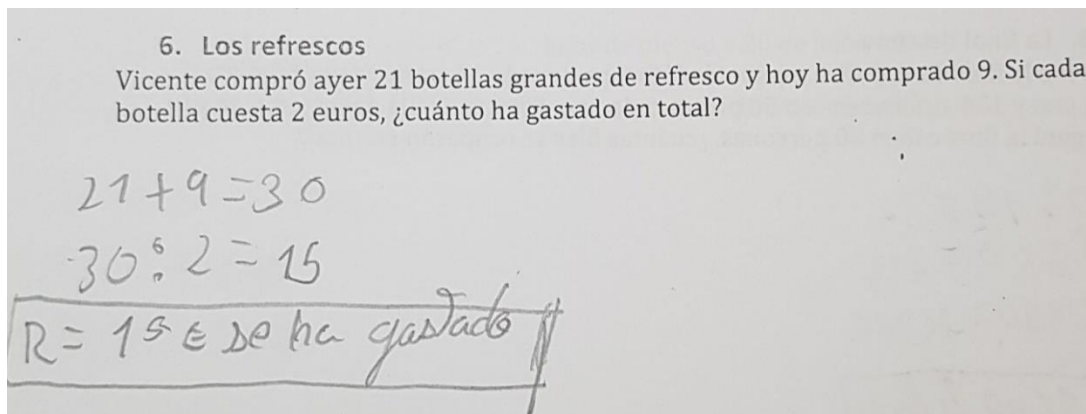 6. Los refrescos
Vicente compró ayer 21 botellas grandes de refresco y hoy ha comprado 9. Si cada
botella cuesta 2 euros, ¿cuánto ha gastado en total?
21+9=30
30:2=15
R=15€ se ha gastado